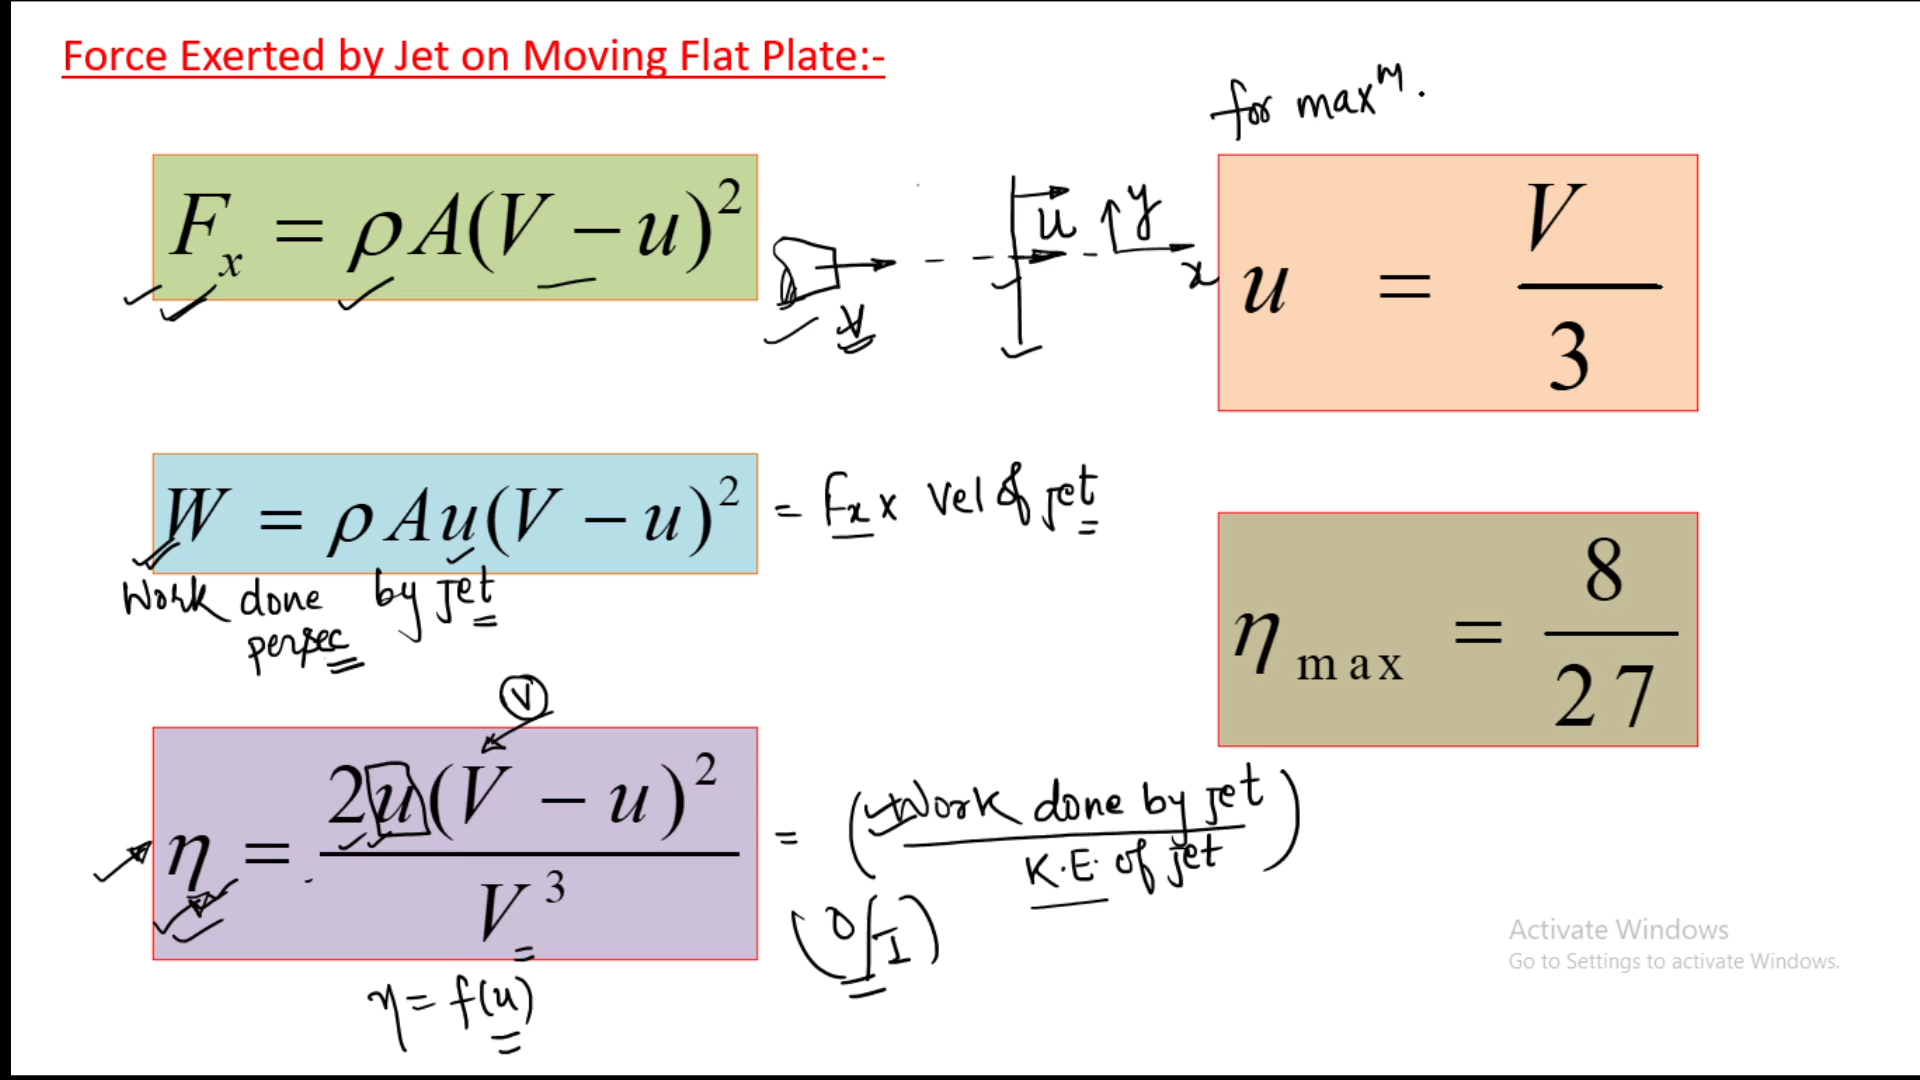 Force Exerted by Jet on Moving Flat Plate:-
for maxᵐ.
Fₓ = ρA(V − u)²
V
u
y
x
u = V/3
W = ρAu(V − u)² = Fₓ x Vel of jet
Work done by Jet
persec
ηmax = 8/27
V
η = 2u(V − u)²/V³ = (Work done by jet/K.E. of jet)
(O/I)
η = f(u)
Activate Windows
Go to Settings to activate Windows.